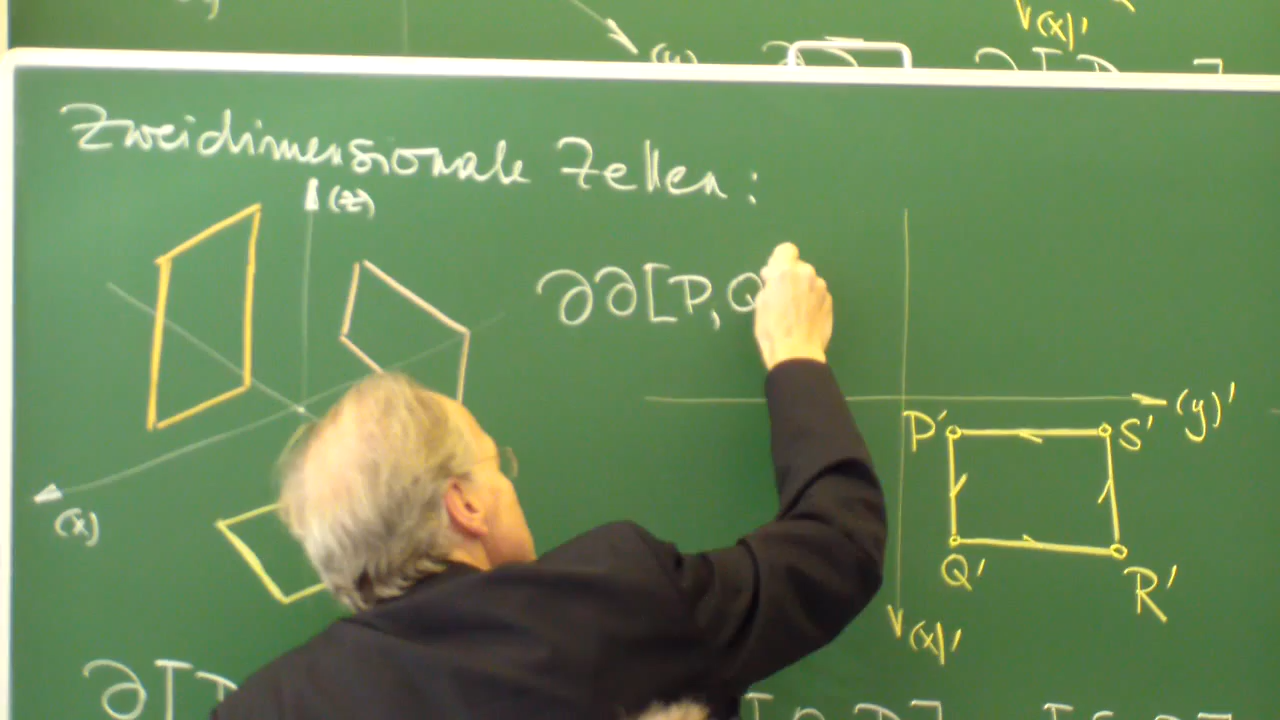 (x)'
Zweidimensionale Zellen:
(z)
∂∂[P,Q
(y)'
P' S'
(x)
Q' R'
(x)'